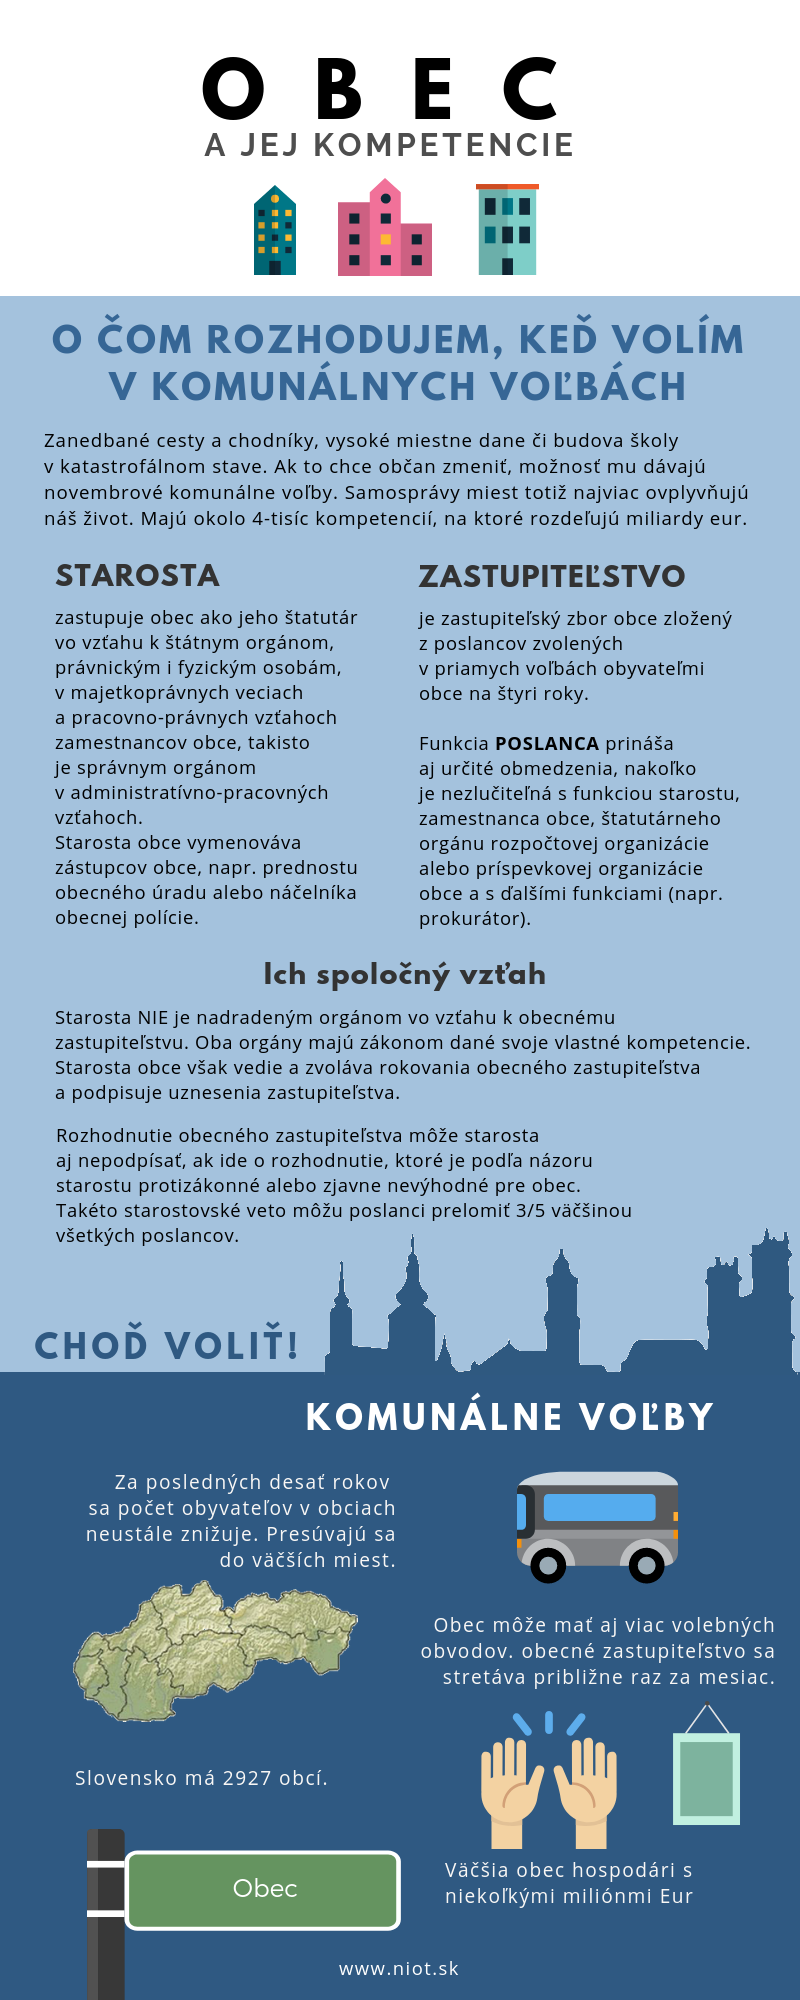 OBEC
A JEJ KOMPETENCIE
O ČOM ROZHODUJEM, KEĎ VOLÍM
V KOMUNÁLNYCH VOĽBÁCH
Zanedbané cesty a chodníky, vysoké miestne dane či budova školy
v katastrofálnom stave. Ak to chce občan zmeniť, možnosť mu dávajú
novembrové komunálne voľby. Samosprávy miest totiž najviac ovplyvňujú
náš život. Majú okolo 4-tisíc kompetencií, na ktoré rozdeľujú miliardy eur.
STAROSTA
zastupuje obec ako jeho štatutár
vo vzťahu k štátnym orgánom,
právnickým i fyzickým osobám,
v majetkoprávnych veciach
a pracovno-právnych vzťahoch
zamestnancov obce, takisto
je správnym orgánom
v administratívno-pracovných
vzťahoch.
Starosta obce vymenováva
zástupcov obce, napr. prednostu
obecného úradu alebo náčelníka
obecnej polície.
ZASTUPITEĽSTVO
je zastupiteľský zbor obce zložený
z poslancov zvolených
v priamych voľbách obyvateľmi
obce na štyri roky.
Funkcia POSLANCA prináša
aj určité obmedzenia, nakoľko
je nezlučiteľná s funkciou starostu,
zamestnanca obce, štatutárneho
orgánu rozpočtovej organizácie
alebo príspevkovej organizácie
obce a s ďalšími funkciami (napr.
prokurátor).
Ich spoločný vzťah
Starosta NIE je nadradeným orgánom vo vzťahu k obecnému
zastupiteľstvu. Oba orgány majú zákonom dané svoje vlastné kompetencie.
Starosta obce však vedie a zvoláva rokovania obecného zastupiteľstva
a podpisuje uznesenia zastupiteľstva.
Rozhodnutie obecného zastupiteľstva môže starosta
aj nepodpísať, ak ide o rozhodnutie, ktoré je podľa názoru
starostu protizákonné alebo zjavne nevýhodné pre obec.
Takéto starostovské veto môžu poslanci prelomiť 3/5 väčšinou
všetkých poslancov.
CHOĎ VOLIŤ!
KOMUNÁLNE VOĽBY
Za posledných desať rokov
sa počet obyvateľov v obciach
neustále znižuje. Presúvajú sa
do väčších miest.
Obec môže mať aj viac volebných
obvodov. obecné zastupiteľstvo sa
stretáva približne raz za mesiac.
Slovensko má 2927 obcí.
Väčšia obec hospodári s
niekoľkými miliónmi Eur
Obec
www.niot.sk